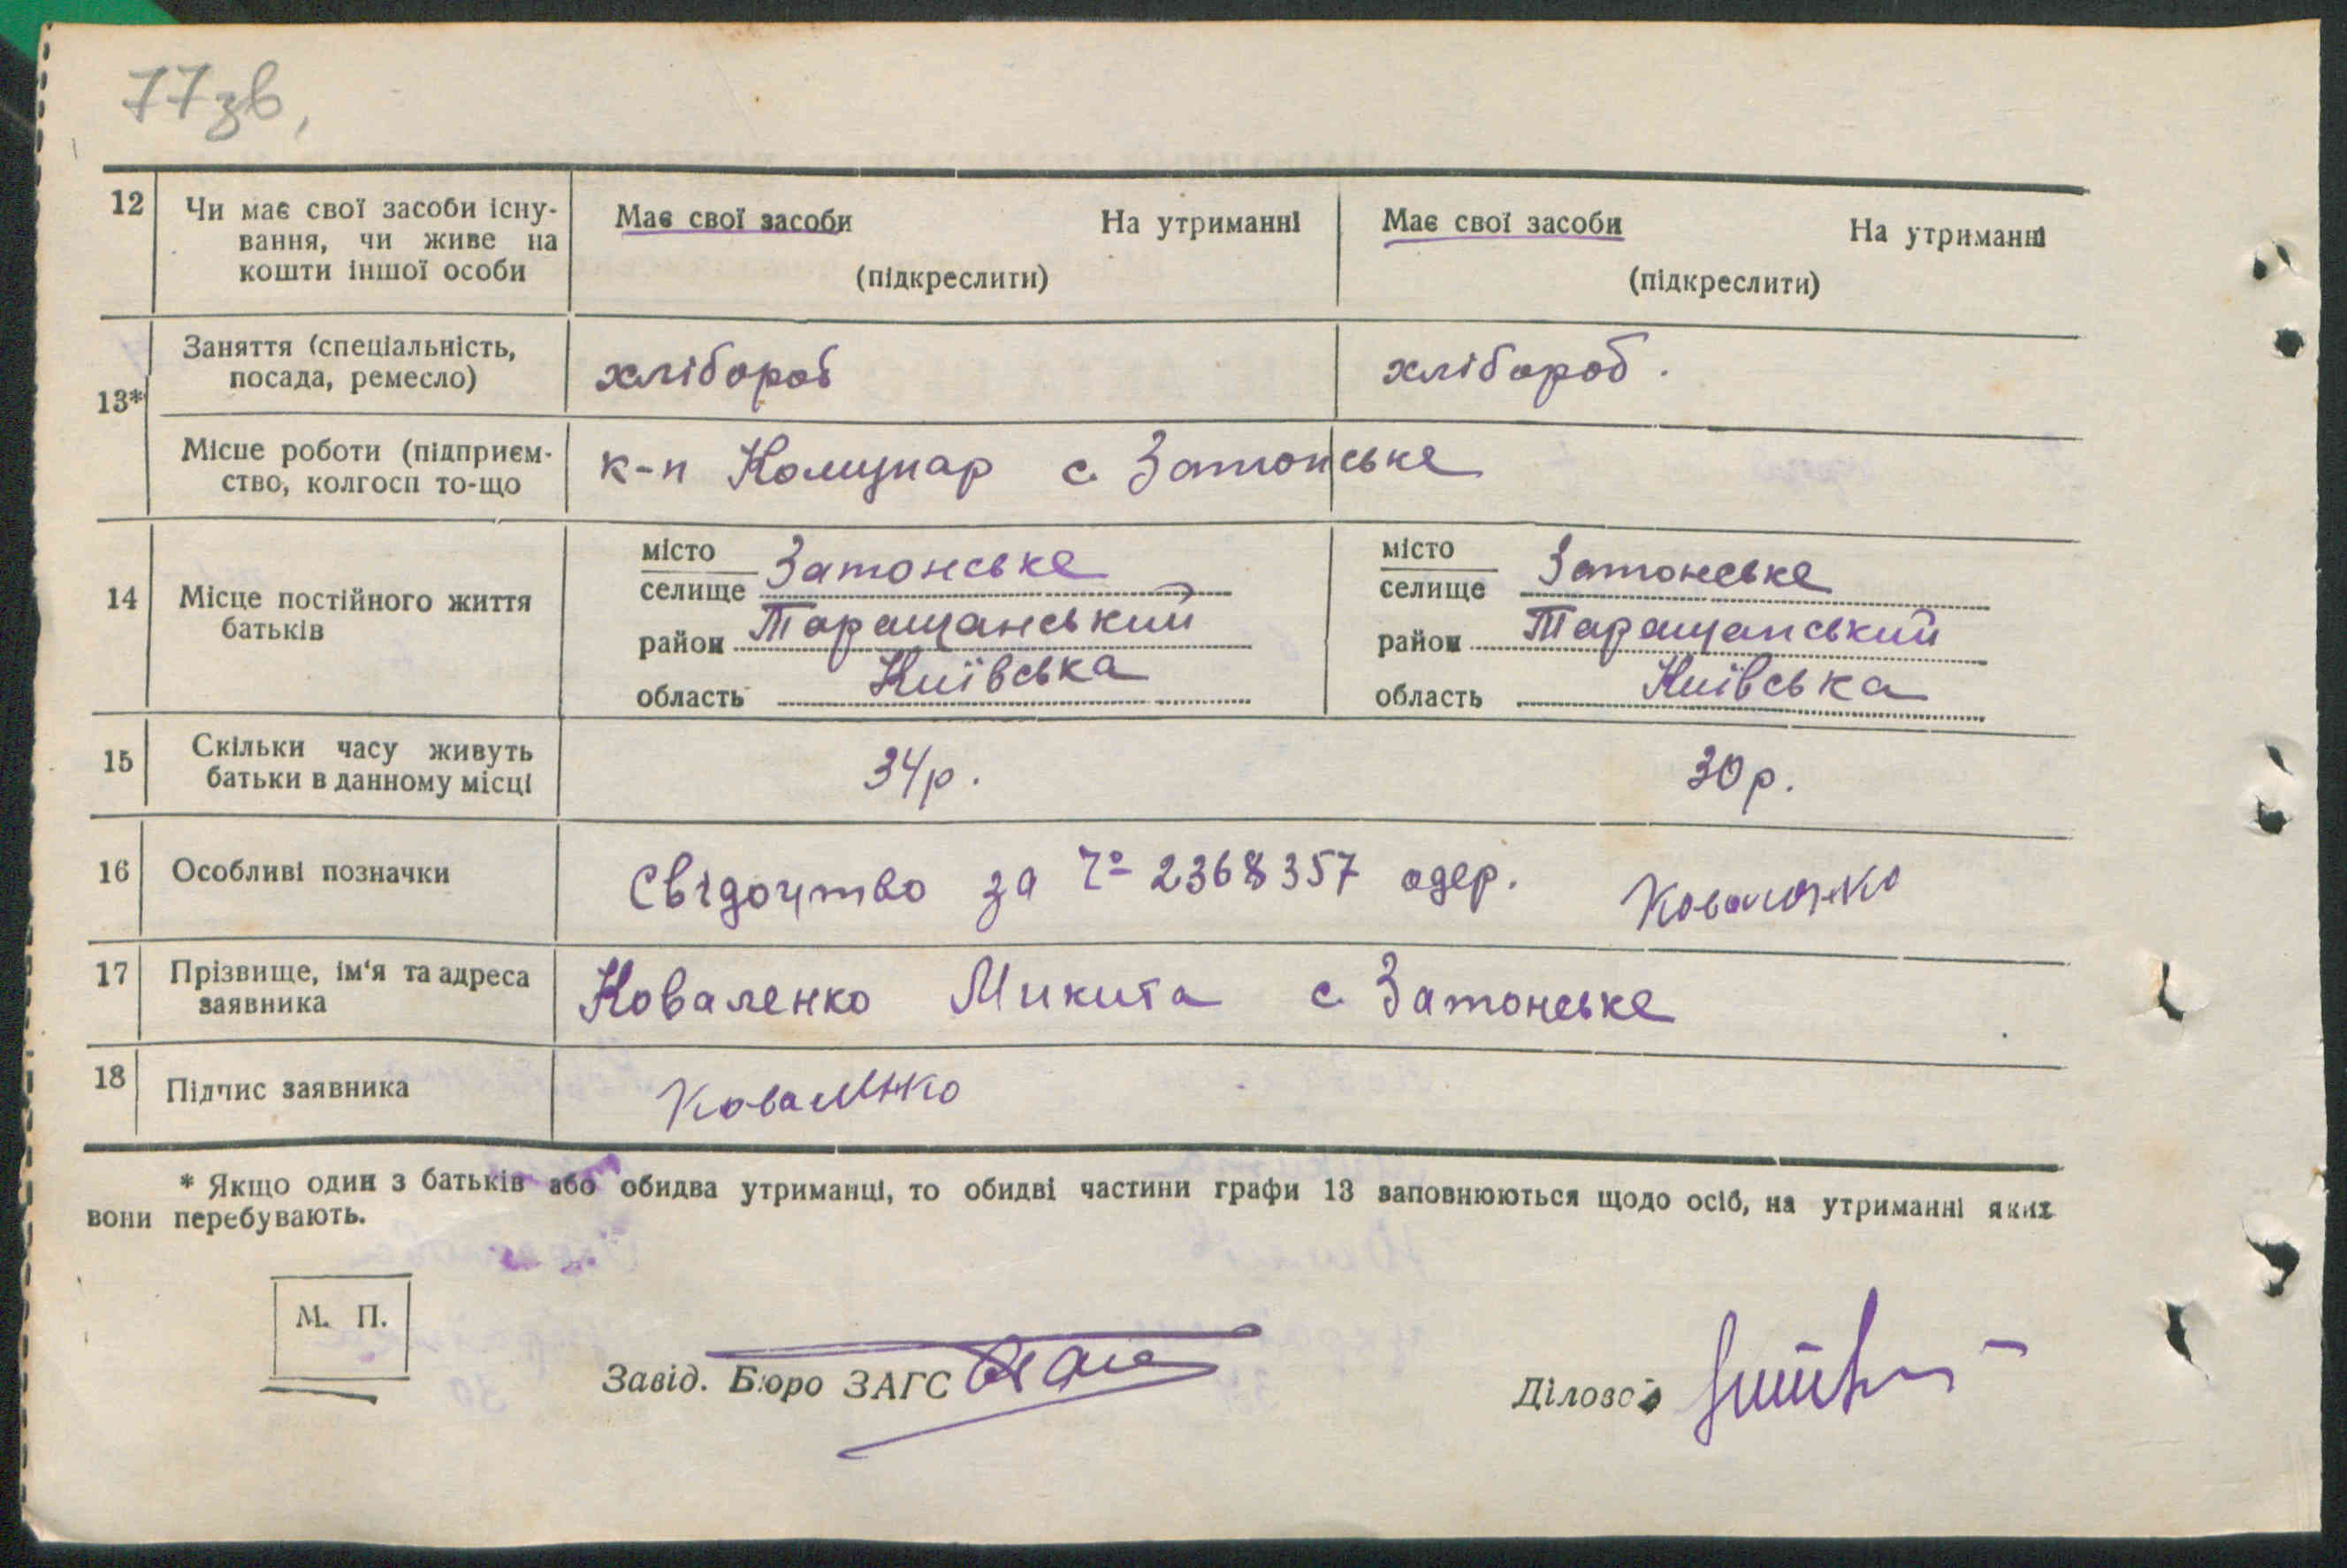 77зв,
12 Чи має свої засоби існу- Має свої засоби На утриманні Має свої засоби На утриманні
вання, чи живе на
кошти іншої особи (підкреслити) (підкреслити)
13* Заняття (спеціальність, хлібороб хлібороб.
посада, ремесло)
Місце роботи (підприєм- к-п Комунар с. Затонське
ство, колгосп то-що
14 Місце постійного життя місто Затонське місто Затонське
батьків селище селище
район Таращанський район Таращанський
область Київська область Київська
15 Скільки часу живуть 34р. 30р.
батьки в данному місці
16 Особливі позначки Свідоцтво за № 2368357 одер. Коваленко
17 Прізвище, ім'я та адреса Коваленко Микита с. Затонське
заявника
18 Підпис заявника Коваленко
* Якщо один з батьків або обидва утриманці, то обидві частини графи 13 заповнюються щодо осіб, на утриманні яких
вони перебувають.
М. П.
Завід. Бюро ЗАГС Діловод